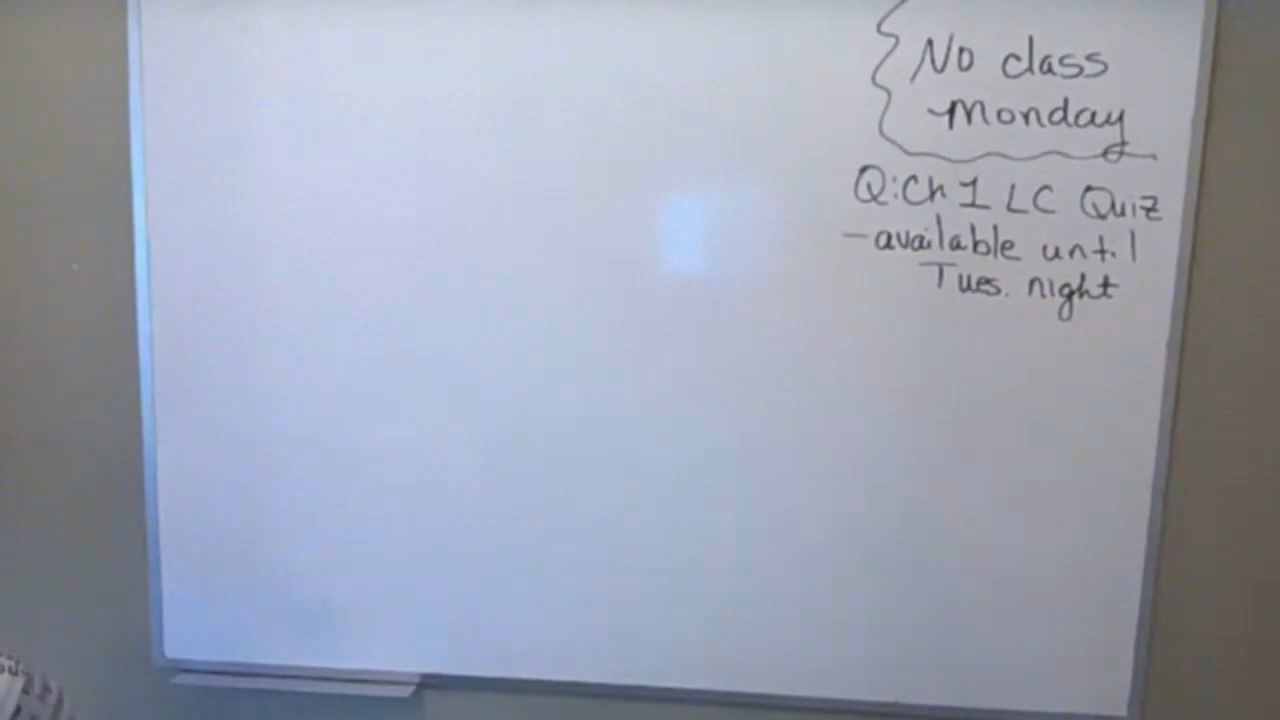 No class
Monday
Q: Ch 1 LC Quiz
- available until
Tues. night